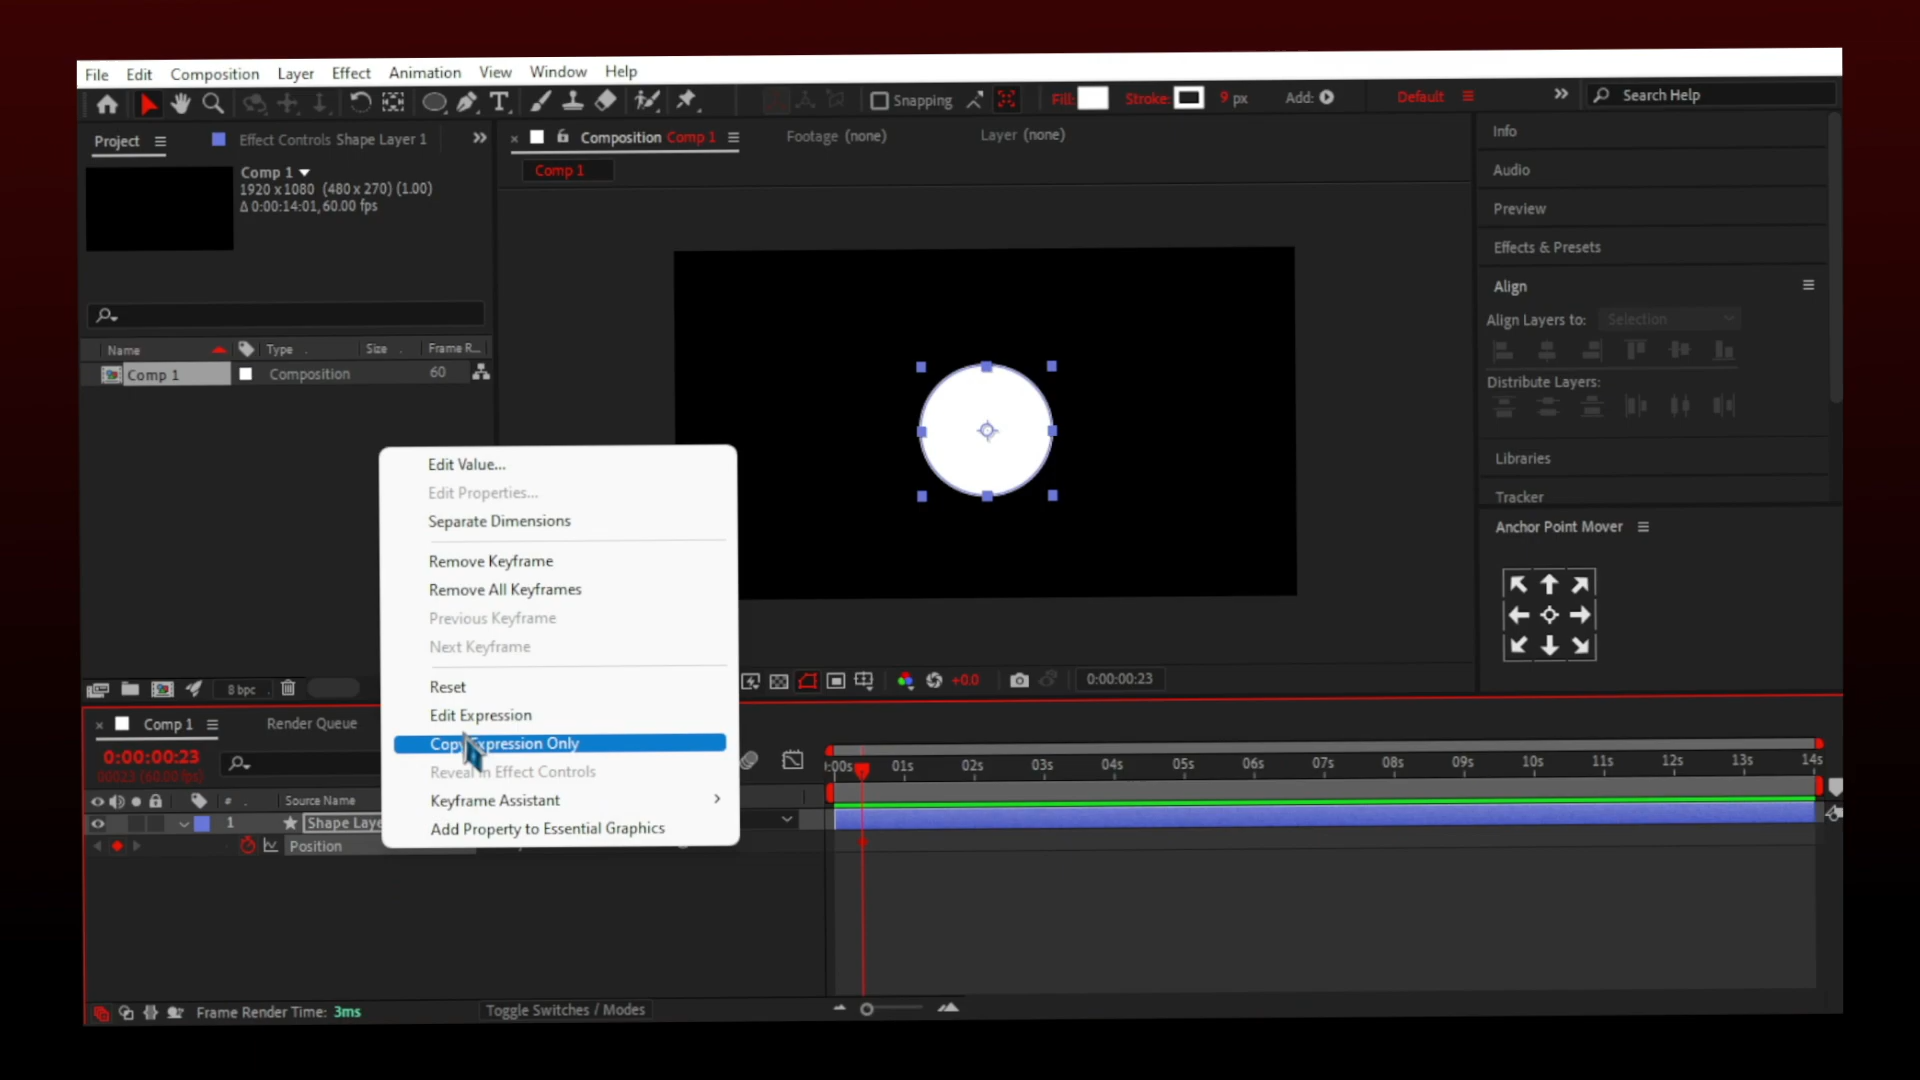 File Edit Composition Layer Effect Animation View Window Help
Snapping Fill: Stroke: 9 px Add: Default Search Help
Project Effect Controls Shape Layer 1
Composition Comp 1 Footage (none) Layer (none)
Comp 1
Comp 1
1920 x 1080 (480 x 270) (1.00)
Δ 0:00:14:01, 60.00 fps
Name Type Size Frame R...
Comp 1 Composition 60
Info
Audio
Preview
Effects & Presets
Align
Align Layers to: Selection
Distribute Layers:
Libraries
Tracker
Anchor Point Mover
Edit Value...
Edit Properties...
Separate Dimensions
Remove Keyframe
Remove All Keyframes
Previous Keyframe
Next Keyframe
Reset
Edit Expression
Copy Expression Only
Reveal in Effect Controls
Keyframe Assistant
Add Property to Essential Graphics
8 bpc
+0.0 0:00:00:23
Comp 1 Render Queue
0:00:00:23
00023 (60.00 fps)
:00s 01s 02s 03s 04s 05s 06s 07s 08s 09s 10s 11s 12s 13s 14s
# Source Name
1 Shape Laye
Position
Frame Render Time: 3ms Toggle Switches / Modes